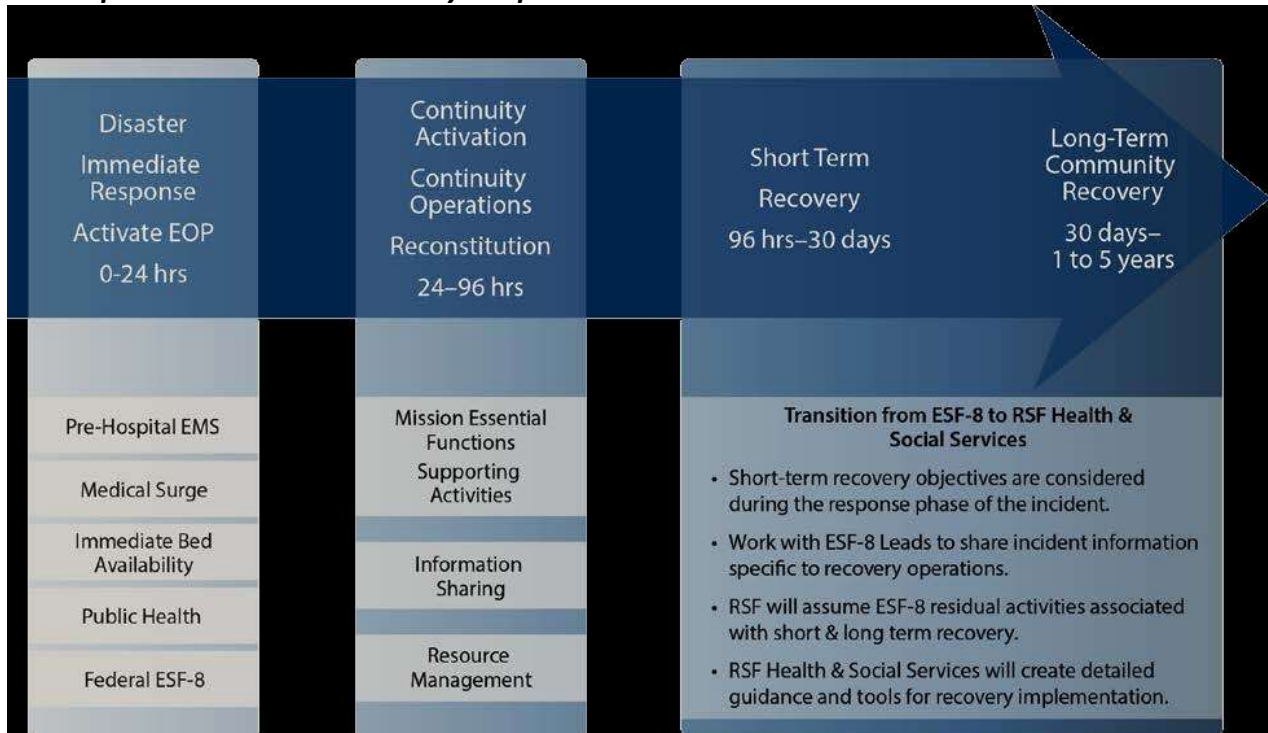 Disaster
Immediate
Response
Activate EOP
0-24 hrs
Pre-Hospital EMS
Medical Surge
Immediate Bed
Availability
Public Health
Federal ESF-8
Continuity
Activation
Continuity
Operations
Reconstitution
24–96 hrs
Mission Essential
Functions
Supporting
Activities
Information
Sharing
Resource
Management
Short Term
Recovery
96 hrs–30 days
Long-Term
Community
Recovery
30 days–
1 to 5 years
Transition from ESF-8 to RSF Health &
Social Services
• Short-term recovery objectives are considered
during the response phase of the incident.
• Work with ESF-8 Leads to share incident information
specific to recovery operations.
• RSF will assume ESF-8 residual activities associated
with short & long term recovery.
• RSF Health & Social Services will create detailed
guidance and tools for recovery implementation.